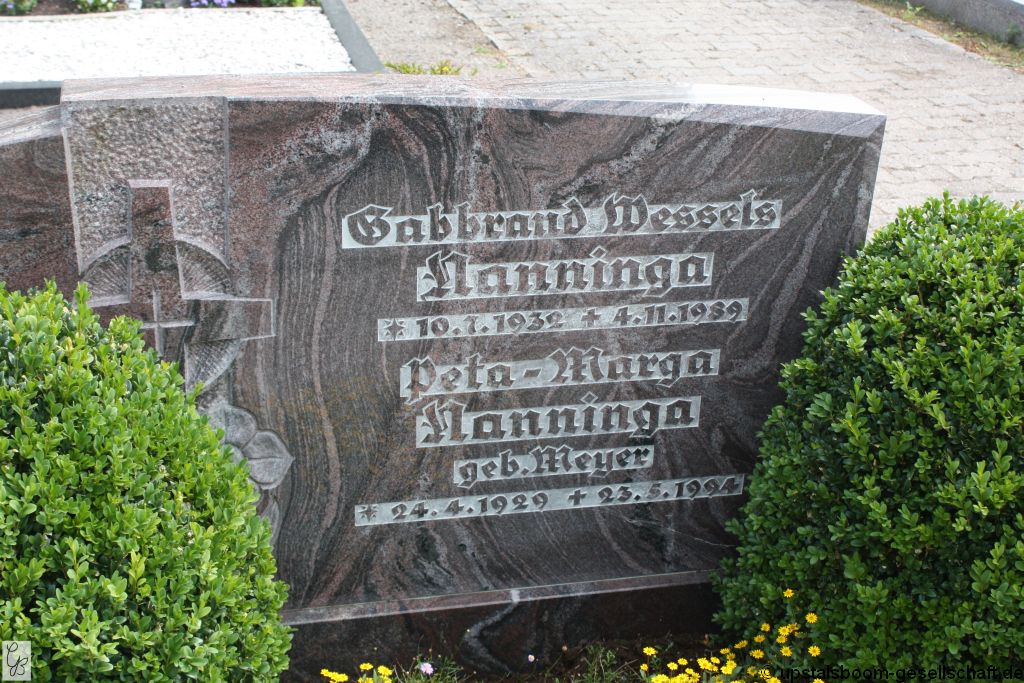 Gabbrand Wessels
Nanninga
* 10.1.1932 + 4.11.1989
Peta-Marga
Nanninga
geb. Meyer
* 24.4.1929 + 23.5.1994
© upstalsboom-gesellschaft.de